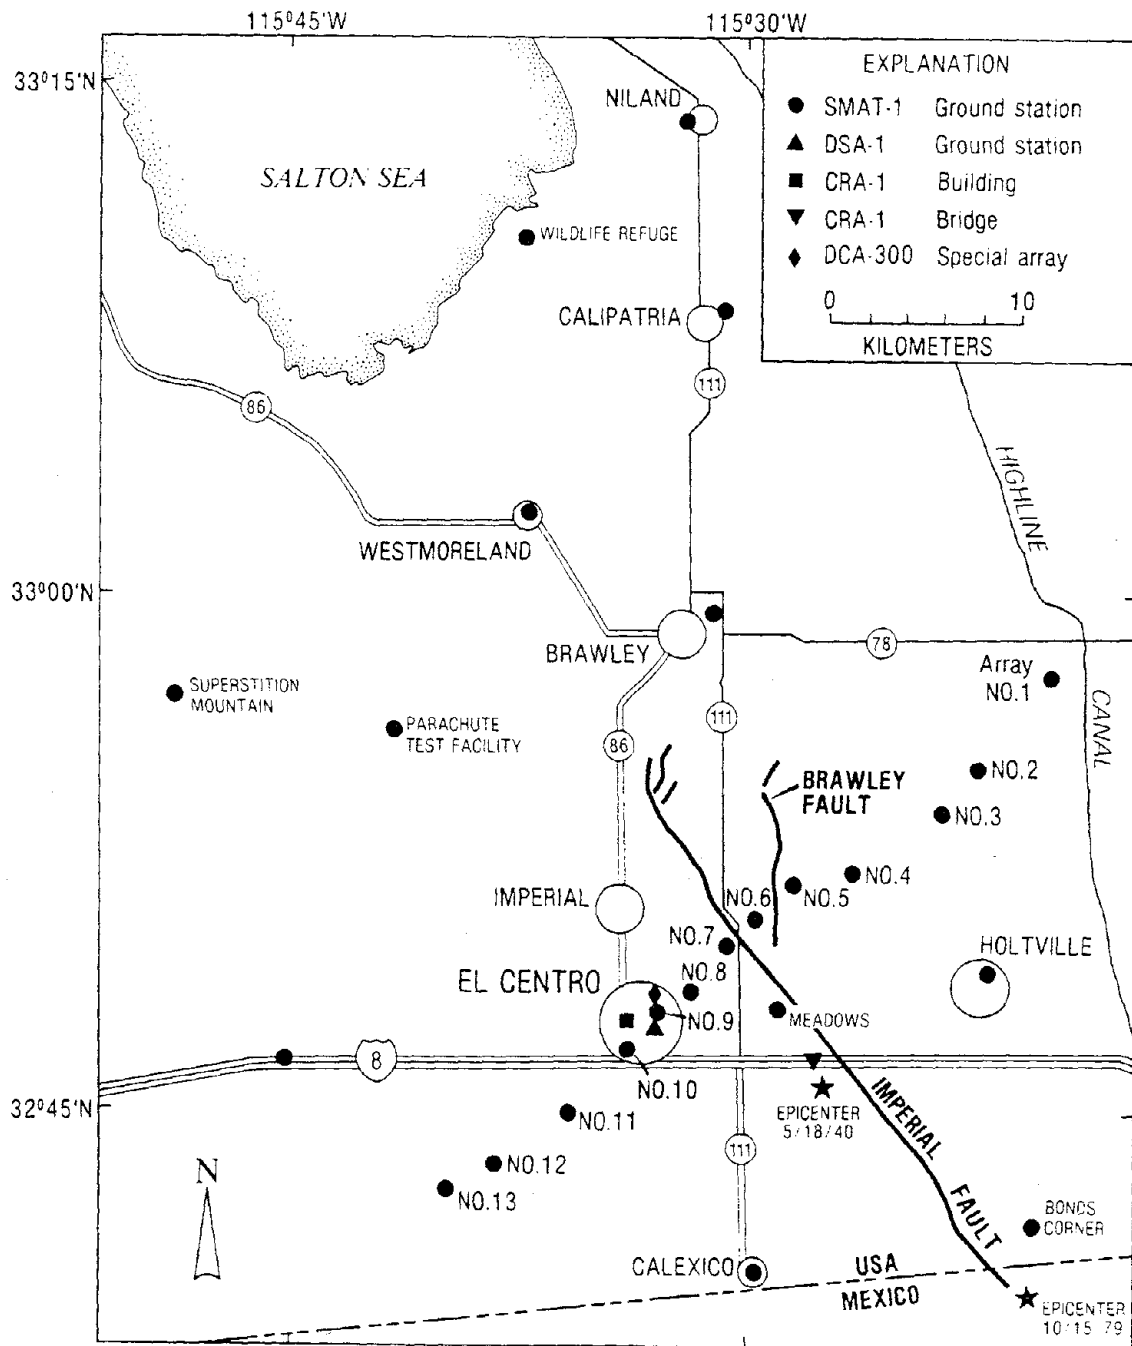 115°45'W
115°30'W
33°15'N
EXPLANATION
SMAT-1 Ground station
DSA-1 Ground station
CRA-1 Building
CRA-1 Bridge
DCA-300 Special array
0 10
KILOMETERS
NILAND
SALTON SEA
WILDLIFE REFUGE
CALIPATRIA
111
86
HIGHLINE
CANAL
WESTMORELAND
33°00'N
BRAWLEY
78
Array
NO.1
SUPERSTITION
MOUNTAIN
PARACHUTE
TEST FACILITY
111
86
BRAWLEY
FAULT
NO.2
NO.3
NO.4
NO.5
NO.6
IMPERIAL
NO.7
HOLTVILLE
NO.8
EL CENTRO
NO.9
MEADOWS
8
NO.10
32°45'N
EPICENTER
5/18/40
IMPERIAL
FAULT
NO.11
111
NO.12
NO.13
N
BONDS
CORNER
CALEXICO
USA
MEXICO
EPICENTER
10/15 79